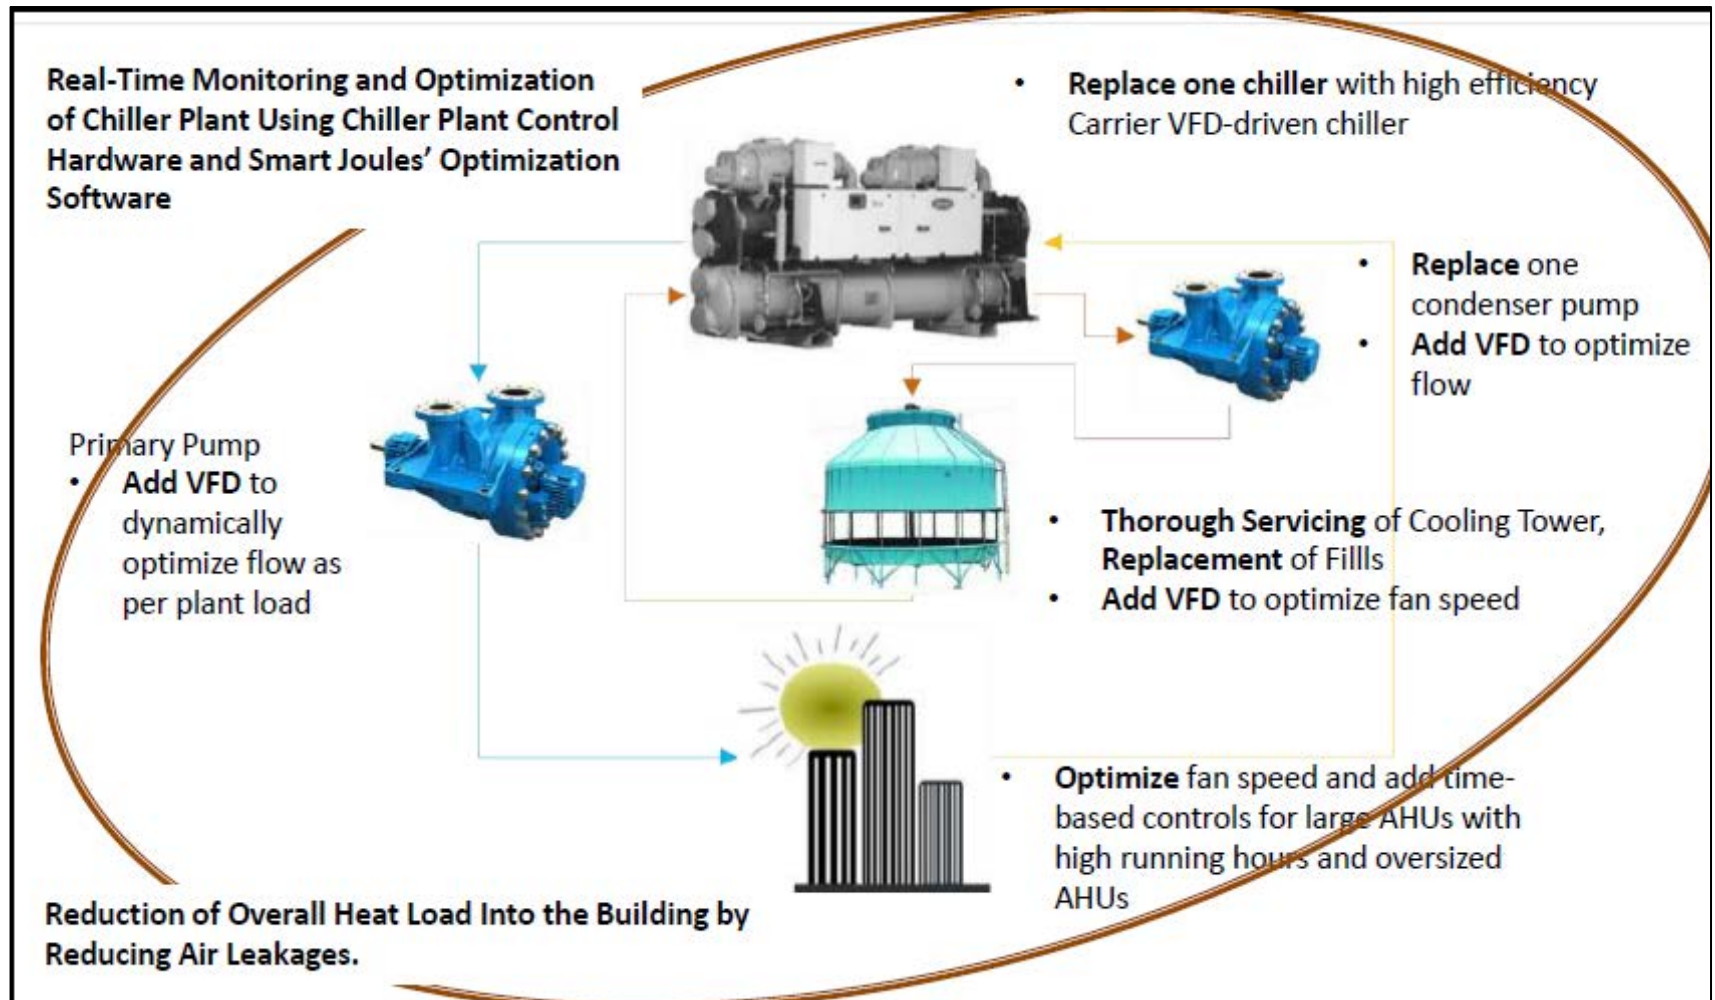 Real-Time Monitoring and Optimization
of Chiller Plant Using Chiller Plant Control
Hardware and Smart Joules’ Optimization
Software
• Replace one chiller with high efficiency
Carrier VFD-driven chiller
• Replace one
condenser pump
• Add VFD to optimize
flow
Primary Pump
• Add VFD to
dynamically
optimize flow as
per plant load
• Thorough Servicing of Cooling Tower,
Replacement of Fillls
• Add VFD to optimize fan speed
• Optimize fan speed and add time-
based controls for large AHUs with
high running hours and oversized
AHUs
Reduction of Overall Heat Load Into the Building by
Reducing Air Leakages.